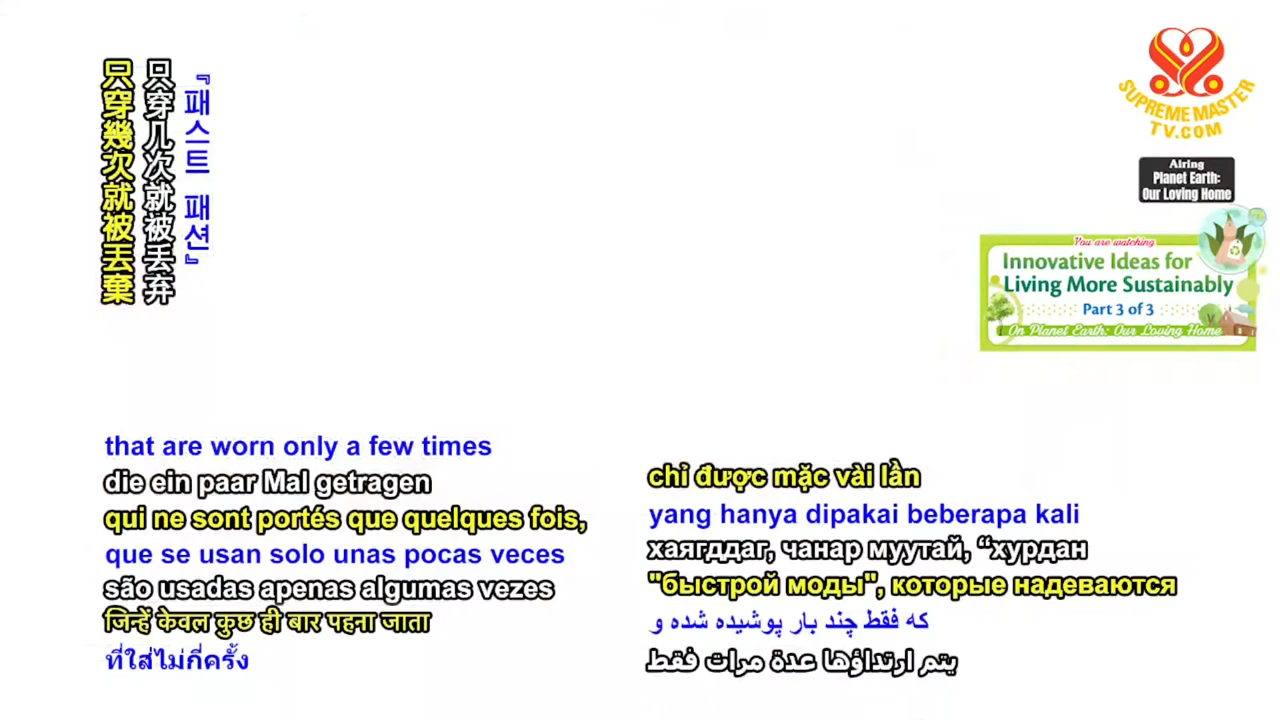 只穿幾次就被丟棄
只穿几次就被丢弃
『패스트 패션』
SUPREME MASTER
TV.COM
Airing
Planet Earth:
Our Loving Home
You are watching
Innovative Ideas for
Living More Sustainably
Part 3 of 3
On Planet Earth: Our Loving Home
that are worn only a few times
die ein paar Mal getragen
qui ne sont portés que quelques fois,
que se usan solo unas pocas veces
são usadas apenas algumas vezes
जिन्हें केवल कुछ ही बार पहना जाता
ที่ใส่ไม่กี่ครั้ง
chỉ được mặc vài lần
yang hanya dipakai beberapa kali
хаягддаг, чанар муутай, “хурдан
"быстрой моды", которые надеваются
که فقط چند بار پوشیده شده و
يتم ارتداؤها عدة مرات فقط